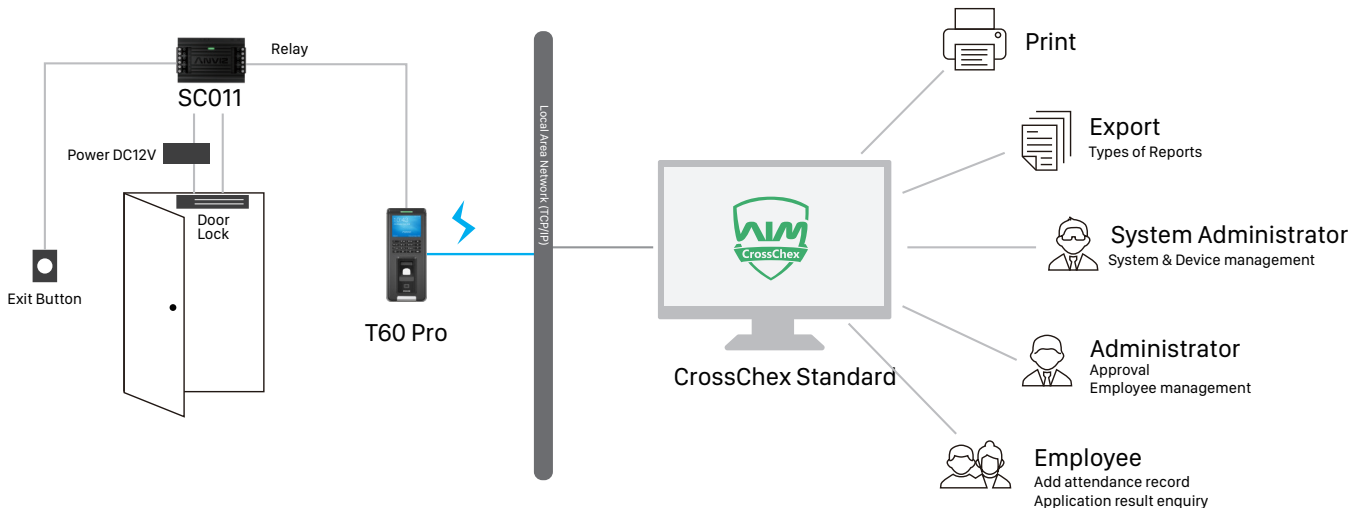 ANVIZ
SC011
Relay
Power DC12V
Door
Lock
Exit Button
T60 Pro
Local Area Network (TCP/IP)
AIM
CrossChex
CrossChex Standard
Print
Export
Types of Reports
System Administrator
System & Device management
Administrator
Approval
Employee management
Employee
Add attendance record
Application result enquiry